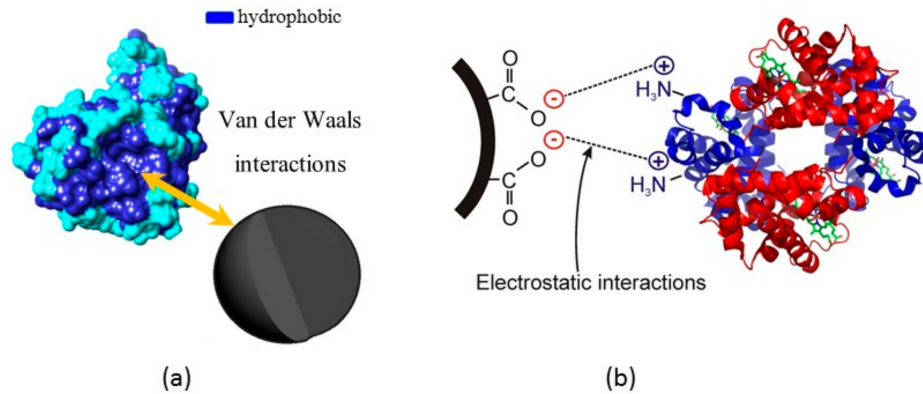 hydrophobic
Van der Waals
interactions
(a)
O
C
O
−
+
H₃N
−
+
O
C
H₃N
O
Electrostatic interactions
(b)